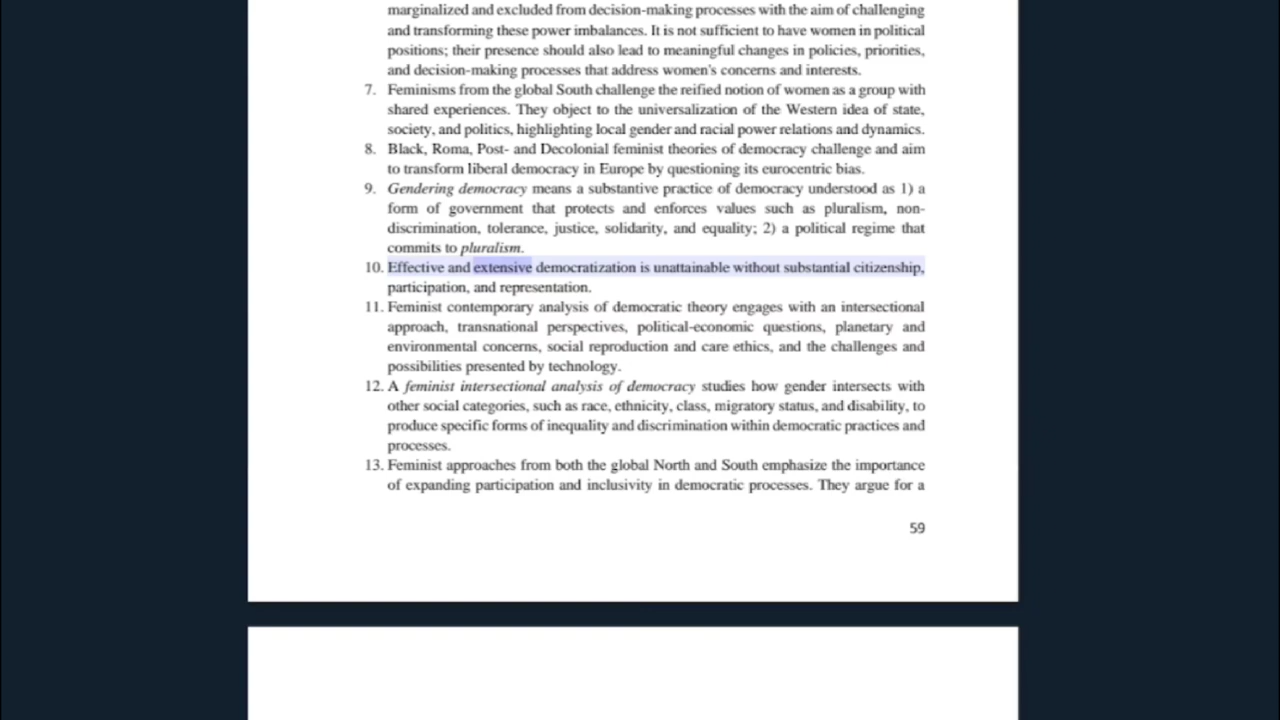 marginalized and excluded from decision-making processes with the aim of challenging
and transforming these power imbalances. It is not sufficient to have women in political
positions; their presence should also lead to meaningful changes in policies, priorities,
and decision-making processes that address women's concerns and interests.
7. Feminisms from the global South challenge the reified notion of women as a group with
shared experiences. They object to the universalization of the Western idea of state,
society, and politics, highlighting local gender and racial power relations and dynamics.
8. Black, Roma, Post- and Decolonial feminist theories of democracy challenge and aim
to transform liberal democracy in Europe by questioning its eurocentric bias.
9. Gendering democracy means a substantive practice of democracy understood as 1) a
form of government that protects and enforces values such as pluralism, non-
discrimination, tolerance, justice, solidarity, and equality; 2) a political regime that
commits to pluralism.
10. Effective and extensive democratization is unattainable without substantial citizenship,
participation, and representation.
11. Feminist contemporary analysis of democratic theory engages with an intersectional
approach, transnational perspectives, political-economic questions, planetary and
environmental concerns, social reproduction and care ethics, and the challenges and
possibilities presented by technology.
12. A feminist intersectional analysis of democracy studies how gender intersects with
other social categories, such as race, ethnicity, class, migratory status, and disability, to
produce specific forms of inequality and discrimination within democratic practices and
processes.
13. Feminist approaches from both the global North and South emphasize the importance
of expanding participation and inclusivity in democratic processes. They argue for a
59